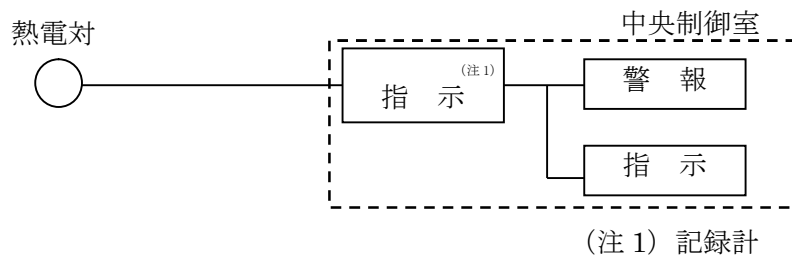 中央制御室
熱電対
指 示(注1)
警 報
指 示
(注1) 記録計